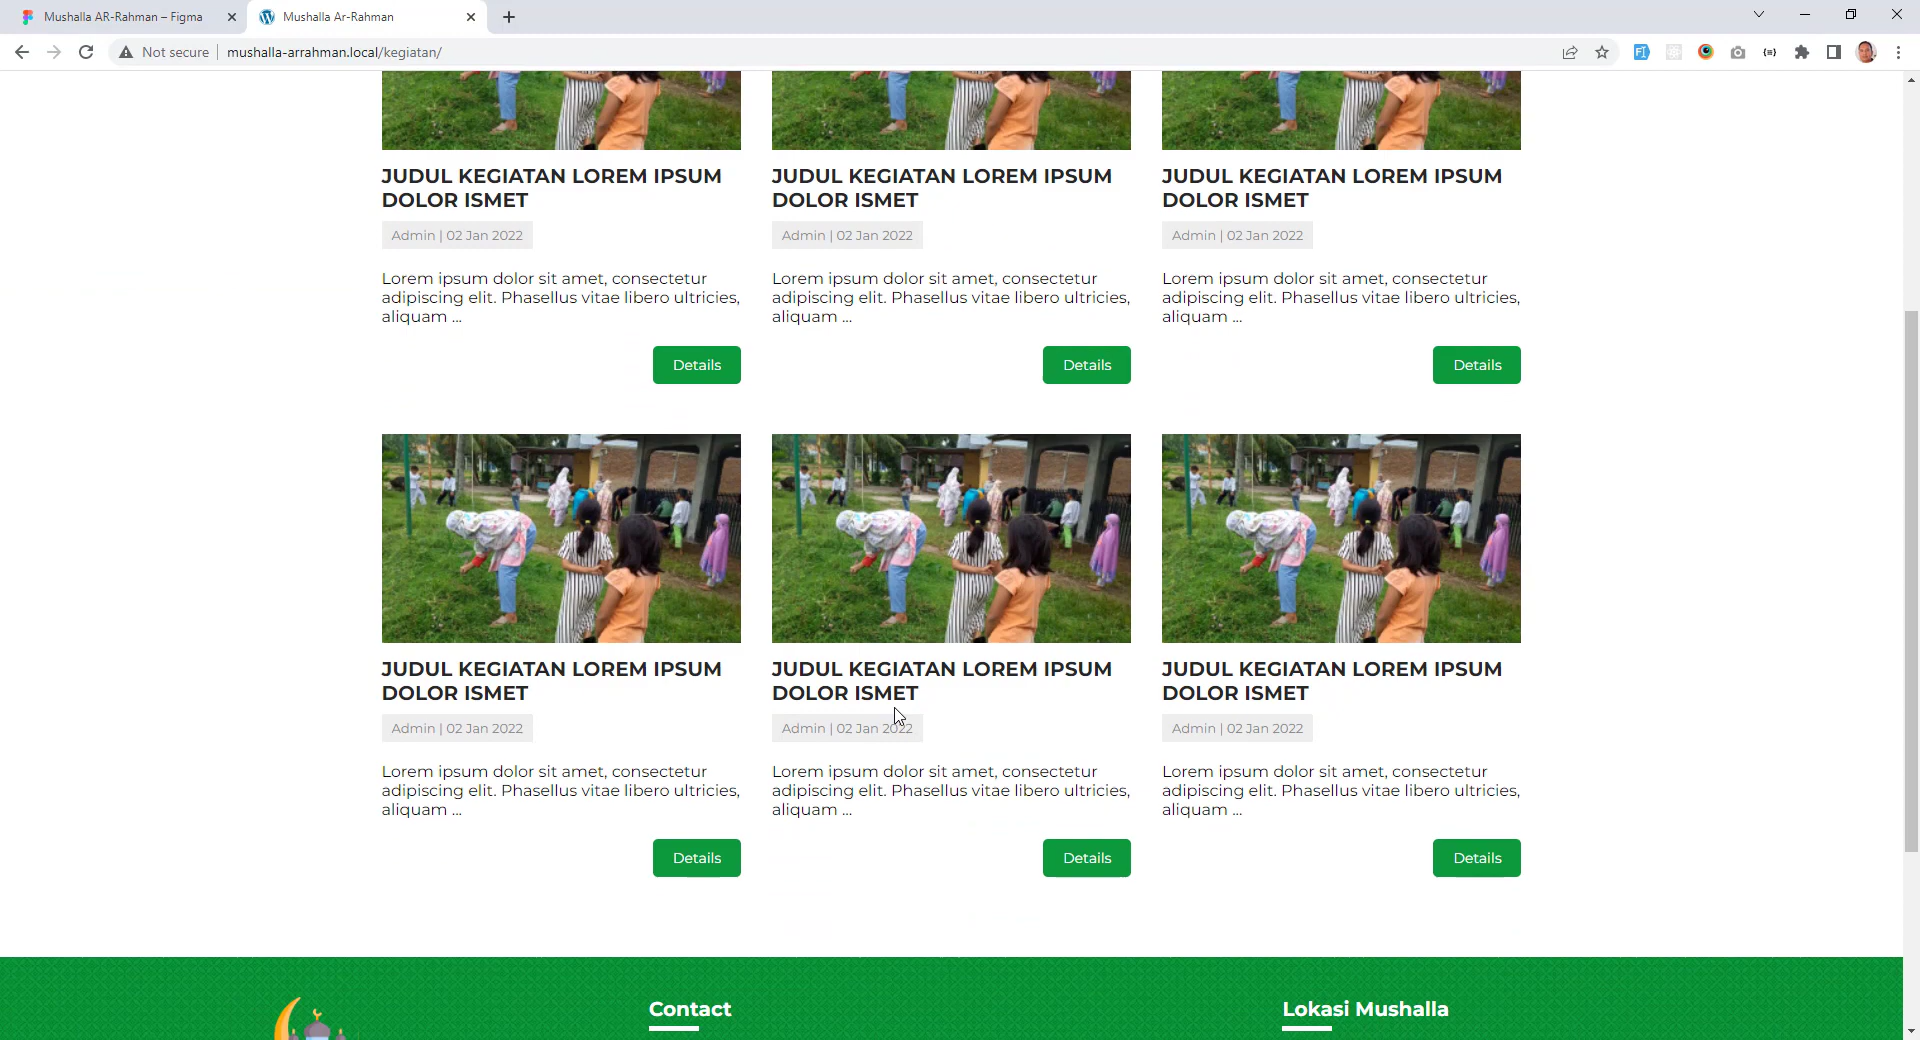 Mushalla AR-Rahman – Figma
Mushalla Ar-Rahman
Not secure
mushalla-arrahman.local/kegiatan/
JUDUL KEGIATAN LOREM IPSUM
DOLOR ISMET
Admin | 02 Jan 2022
Lorem ipsum dolor sit amet, consectetur
adipiscing elit. Phasellus vitae libero ultricies,
aliquam ...
Details
JUDUL KEGIATAN LOREM IPSUM
DOLOR ISMET
Admin | 02 Jan 2022
Lorem ipsum dolor sit amet, consectetur
adipiscing elit. Phasellus vitae libero ultricies,
aliquam ...
Details
JUDUL KEGIATAN LOREM IPSUM
DOLOR ISMET
Admin | 02 Jan 2022
Lorem ipsum dolor sit amet, consectetur
adipiscing elit. Phasellus vitae libero ultricies,
aliquam ...
Details
JUDUL KEGIATAN LOREM IPSUM
DOLOR ISMET
Admin | 02 Jan 2022
Lorem ipsum dolor sit amet, consectetur
adipiscing elit. Phasellus vitae libero ultricies,
aliquam ...
Details
JUDUL KEGIATAN LOREM IPSUM
DOLOR ISMET
Admin | 02 Jan 2022
Lorem ipsum dolor sit amet, consectetur
adipiscing elit. Phasellus vitae libero ultricies,
aliquam ...
Details
JUDUL KEGIATAN LOREM IPSUM
DOLOR ISMET
Admin | 02 Jan 2022
Lorem ipsum dolor sit amet, consectetur
adipiscing elit. Phasellus vitae libero ultricies,
aliquam ...
Details
Contact
Lokasi Mushalla